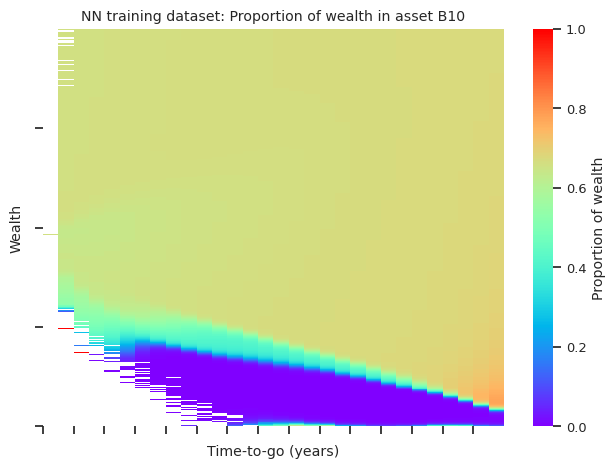 NN training dataset: Proportion of wealth in asset B10
Wealth
Time-to-go (years)
1.0
0.8
0.6
0.4
0.2
0.0
Proportion of wealth